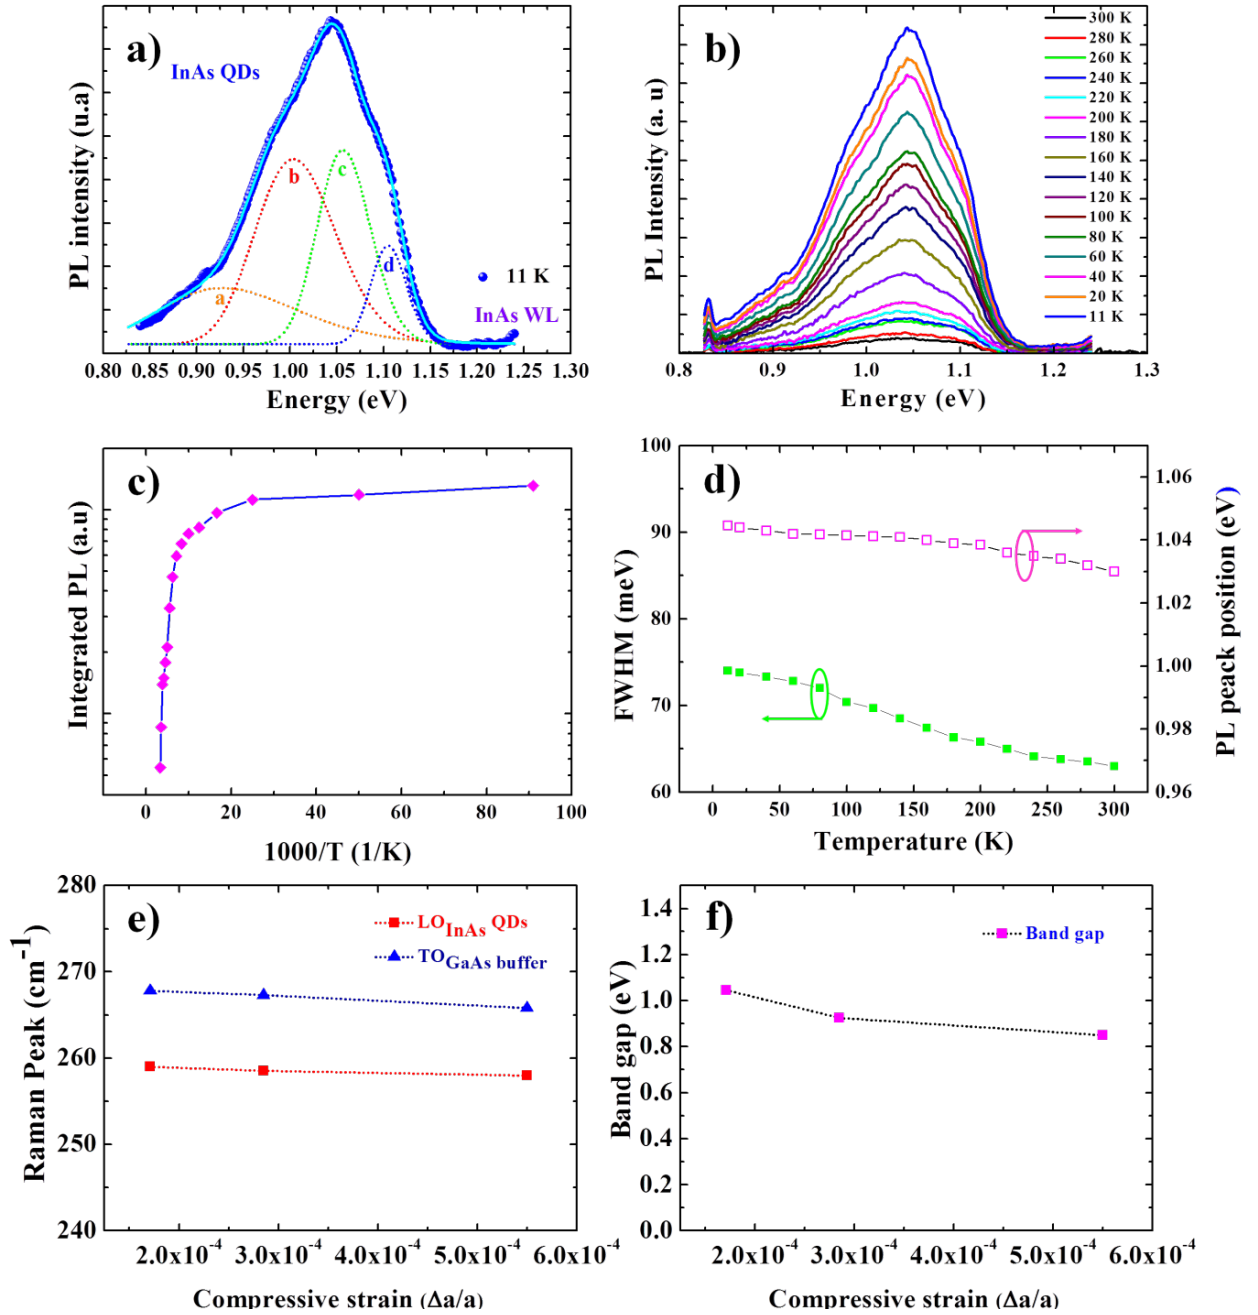 a)
InAs QDs
b
c
a
d
11 K
InAs WL
PL intensity (u.a)
0.80 0.85 0.90 0.95 1.00 1.05 1.10 1.15 1.20 1.25 1.30
Energy (eV)
b)
300 K
280 K
260 K
240 K
220 K
200 K
180 K
160 K
140 K
120 K
100 K
80 K
60 K
40 K
20 K
11 K
PL Intensity (a. u)
0.8 0.9 1.0 1.1 1.2 1.3
Energy (eV)
c)
Integrated PL (a.u)
0 20 40 60 80 100
1000/T (1/K)
d)
100
90
80
70
60
FWHM (meV)
1.06
1.04
1.02
1.00
0.98
0.96
PL peack position (eV)
0 50 100 150 200 250 300
Temperature (K)
e)
LO InAs QDs
TO GaAs buffer
280
270
260
250
240
Raman Peak (cm-1)
2.0x10-4 3.0x10-4 4.0x10-4 5.0x10-4 6.0x10-4
Compressive strain (Δa/a)
f)
Band gap
1.4
1.2
1.0
0.8
0.6
0.4
0.2
0.0
Band gap (eV)
2.0x10-4 3.0x10-4 4.0x10-4 5.0x10-4 6.0x10-4
Compressive strain (Δa/a)